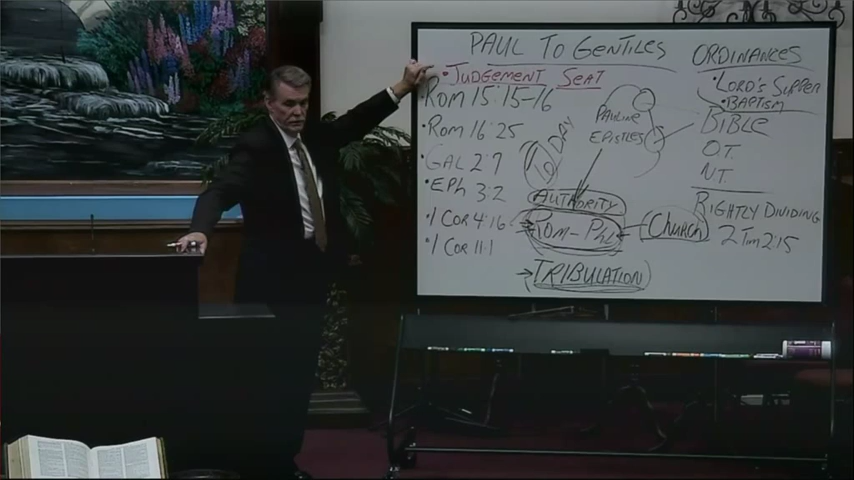 PAUL TO GENTILES
• JUDGEMENT SEAT
• ROM 15:15-16
• ROM 16:25
• GAL 2:7
• EPh 3:2
• 1 COR 4:16
• 1 COR 11:1
TODAY
PAULINE
EPISTLES
AUTHORITY
ROM - PhL
CHURCH
TRIBULATION
ORDINANCES
• LORD'S SUPPER
• BAPTISM
BIBLE
O.T.
N.T.
RIGHTLY DIVIDING
2 TIM 2:15